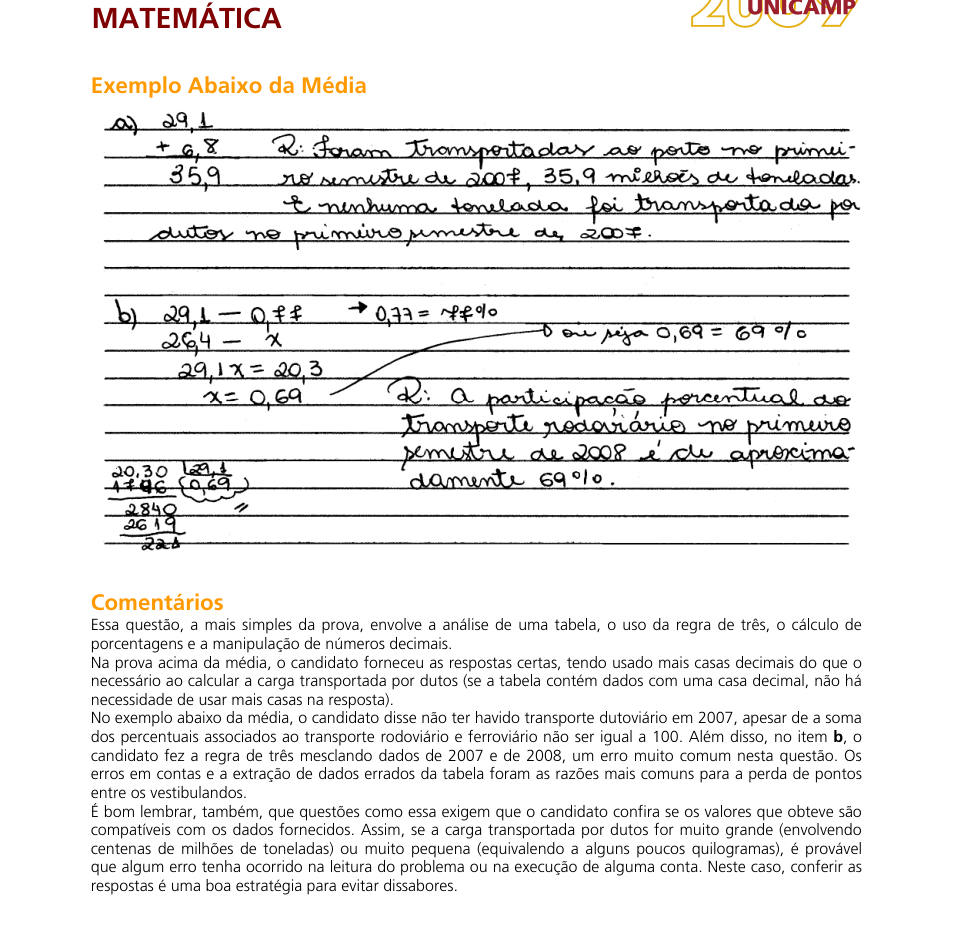 MATEMÁTICA
2009 UNICAMP
Exemplo Abaixo da Média
a) 29,1
+ 6,8
35,9
R: Foram transportadas ao porto no primei-
ro semestre de 2007, 35,9 milhões de toneladas.
E nenhuma tonelada foi transportada por
dutos no primeiro semestre de, 2007.
b) 29,1 — 0,77 → 0,77 = 77%
26,4 — x
ou seja 0,69 = 69%
29,1x = 20,3
x = 0,69
R: A participação porcentual do
transporte rodoviário no primeiro
semestre de 2008 é de aproxima-
damente 69%.
20,30 29,1
1746 0,69
2840
2619
221
Comentários
Essa questão, a mais simples da prova, envolve a análise de uma tabela, o uso da regra de três, o cálculo de
porcentagens e a manipulação de números decimais.
Na prova acima da média, o candidato forneceu as respostas certas, tendo usado mais casas decimais do que o
necessário ao calcular a carga transportada por dutos (se a tabela contém dados com uma casa decimal, não há
necessidade de usar mais casas na resposta).
No exemplo abaixo da média, o candidato disse não ter havido transporte dutoviário em 2007, apesar de a soma
dos percentuais associados ao transporte rodoviário e ferroviário não ser igual a 100. Além disso, no item b, o
candidato fez a regra de três mesclando dados de 2007 e de 2008, um erro muito comum nesta questão. Os
erros em contas e a extração de dados errados da tabela foram as razões mais comuns para a perda de pontos
entre os vestibulandos.
É bom lembrar, também, que questões como essa exigem que o candidato confira se os valores que obteve são
compatíveis com os dados fornecidos. Assim, se a carga transportada por dutos for muito grande (envolvendo
centenas de milhões de toneladas) ou muito pequena (equivalendo a alguns poucos quilogramas), é provável
que algum erro tenha ocorrido na leitura do problema ou na execução de alguma conta. Neste caso, conferir as
respostas é uma boa estratégia para evitar dissabores.